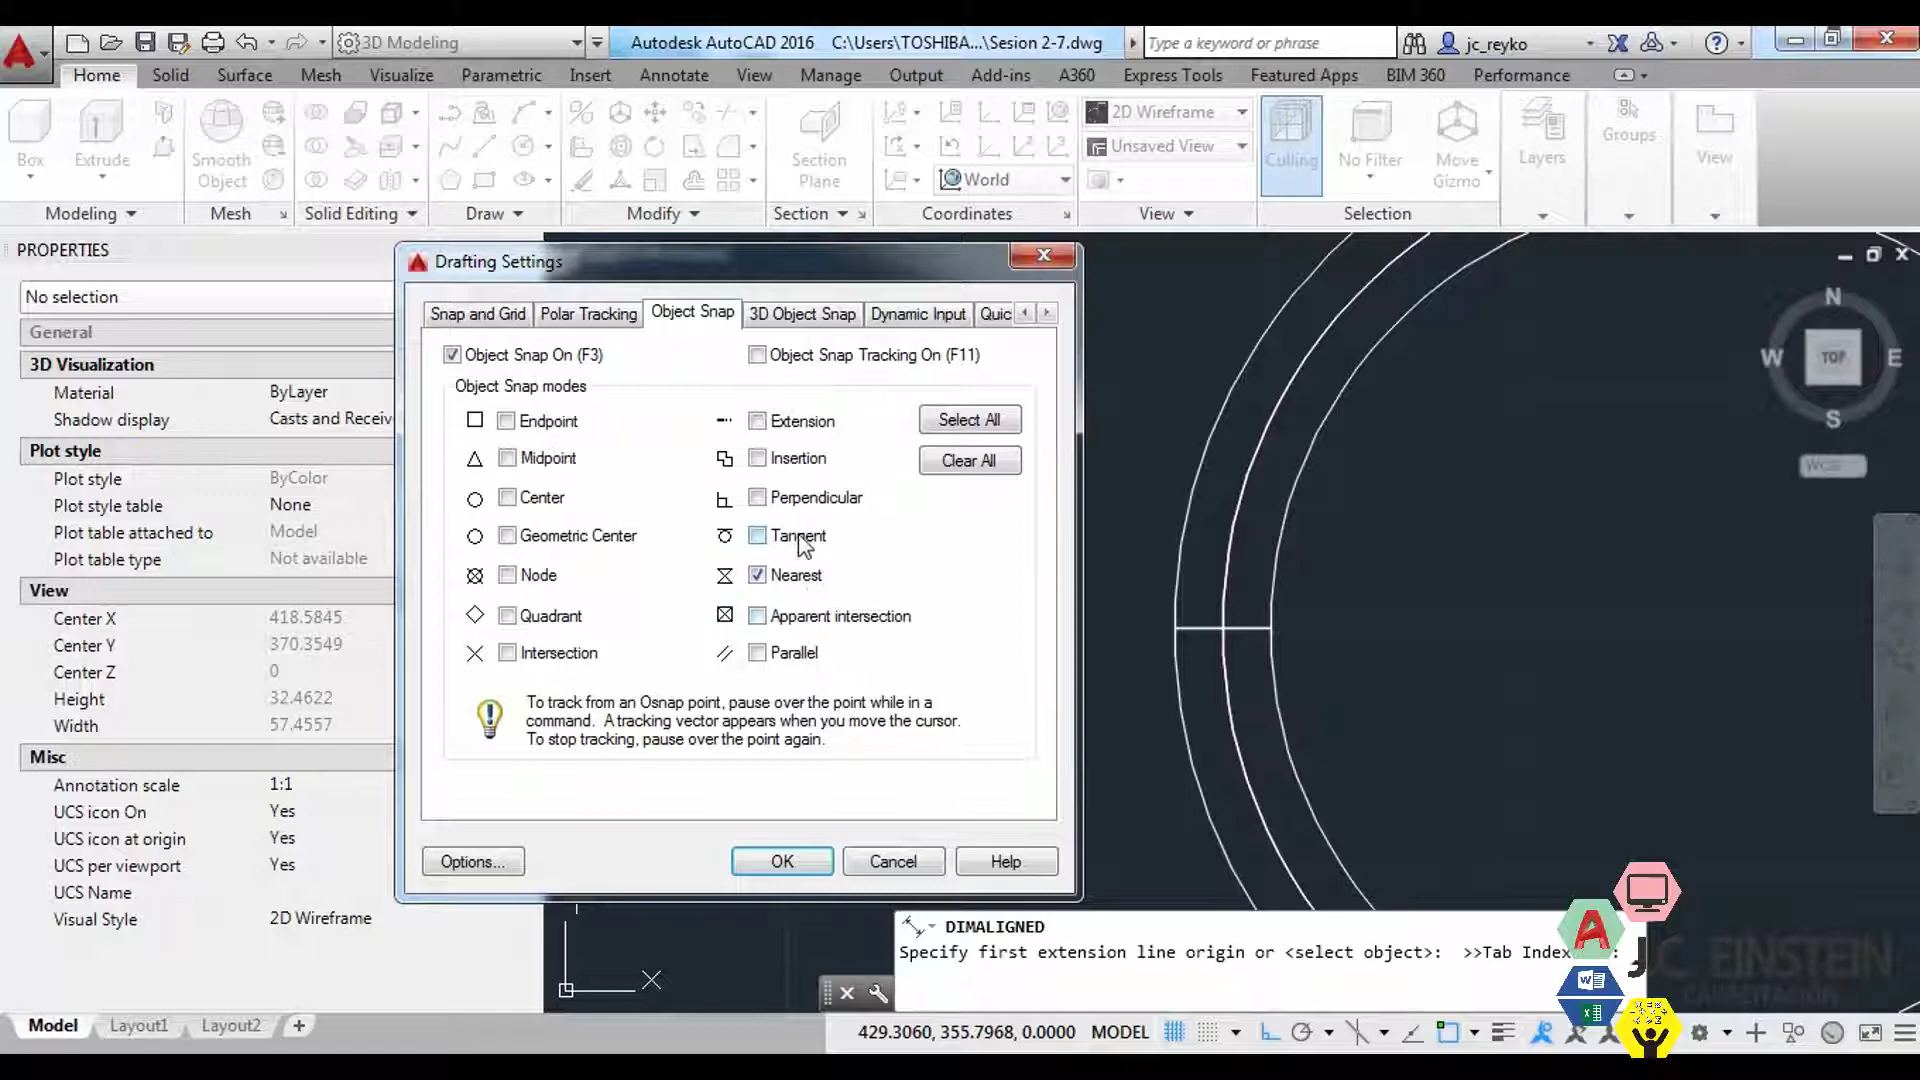 3D Modeling
Autodesk AutoCAD 2016 C:\Users\TOSHIBA...\Sesion 2-7.dwg
Type a keyword or phrase
jc_reyko
Home Solid Surface Mesh Visualize Parametric Insert Annotate View Manage Output Add-ins A360 Express Tools Featured Apps BIM 360 Performance
2D Wireframe
Unsaved View
World
Box
Extrude
Smooth
Object
Section
Plane
Culling
No Filter
Move
Gizmo
Layers
Groups
View
Modeling Mesh Solid Editing Draw Modify Section Coordinates View Selection
PROPERTIES
No selection
General
3D Visualization
Material ByLayer
Shadow display Casts and Receiv
Plot style
Plot style ByColor
Plot style table None
Plot table attached to Model
Plot table type Not available
View
Center X 418.5845
Center Y 370.3549
Center Z 0
Height 32.4622
Width 57.4557
Misc
Annotation scale 1:1
UCS icon On Yes
UCS icon at origin Yes
UCS per viewport Yes
UCS Name
Visual Style 2D Wireframe
Drafting Settings
Snap and Grid Polar Tracking Object Snap 3D Object Snap Dynamic Input Quic
Object Snap On (F3) Object Snap Tracking On (F11)
Object Snap modes
Endpoint Extension Select All
Midpoint Insertion Clear All
Center Perpendicular
Geometric Center Tangent
Node Nearest
Quadrant Apparent intersection
Intersection Parallel
To track from an Osnap point, pause over the point while in a
command. A tracking vector appears when you move the cursor.
To stop tracking, pause over the point again.
Options... OK Cancel Help
N
W TOP E
S
WCS
DIMALIGNED
Specify first extension line origin or <select object>: >>Tab Index
JC EINSTEIN
CAPACITACIÓN
Model Layout1 Layout2 +
429.3060, 355.7968, 0.0000 MODEL